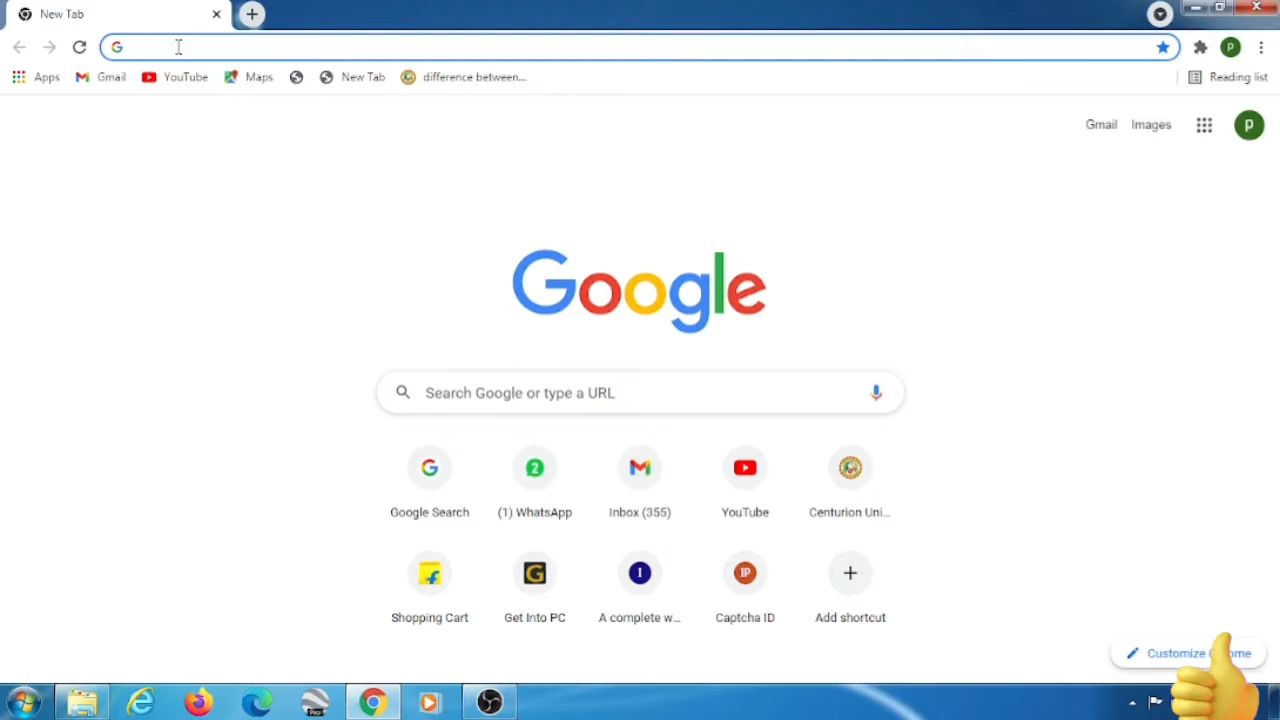 New Tab
Apps Gmail YouTube Maps New Tab difference between... Reading list
P
Gmail Images
p
Google
Search Google or type a URL
2
Google Search (1) WhatsApp Inbox (355) YouTube Centurion Uni...
G I IP
Shopping Cart Get Into PC A complete w... Captcha ID Add shortcut
Customize